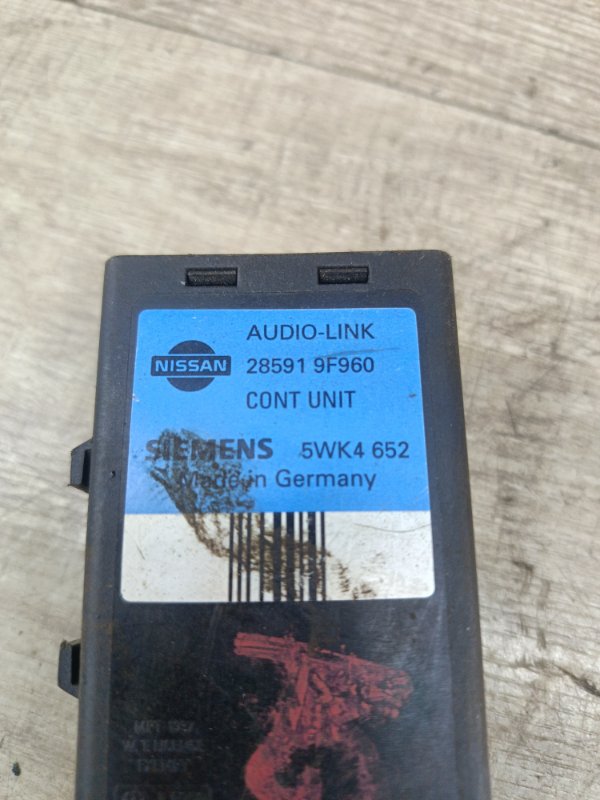 AUDIO-LINK
NISSAN
28591 9F960
CONT UNIT
SIEMENS 5WK4 652
Made in Germany